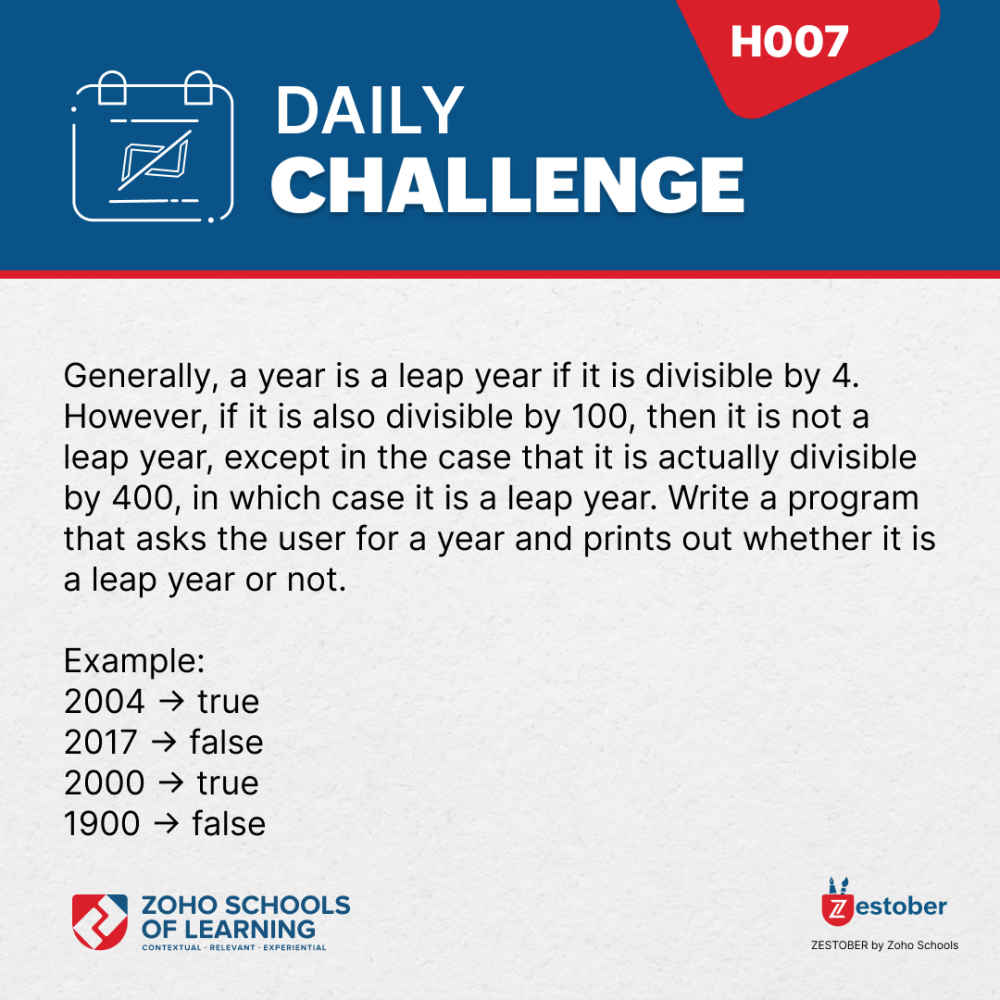 H007
DAILY
CHALLENGE
Generally, a year is a leap year if it is divisible by 4.
However, if it is also divisible by 100, then it is not a
leap year, except in the case that it is actually divisible
by 400, in which case it is a leap year. Write a program
that asks the user for a year and prints out whether it is
a leap year or not.
Example:
2004 → true
2017 → false
2000 → true
1900 → false
ZOHO SCHOOLS
OF LEARNING
CONTEXTUAL · RELEVANT · EXPERIENTIAL
Zestober
ZESTOBER by Zoho Schools